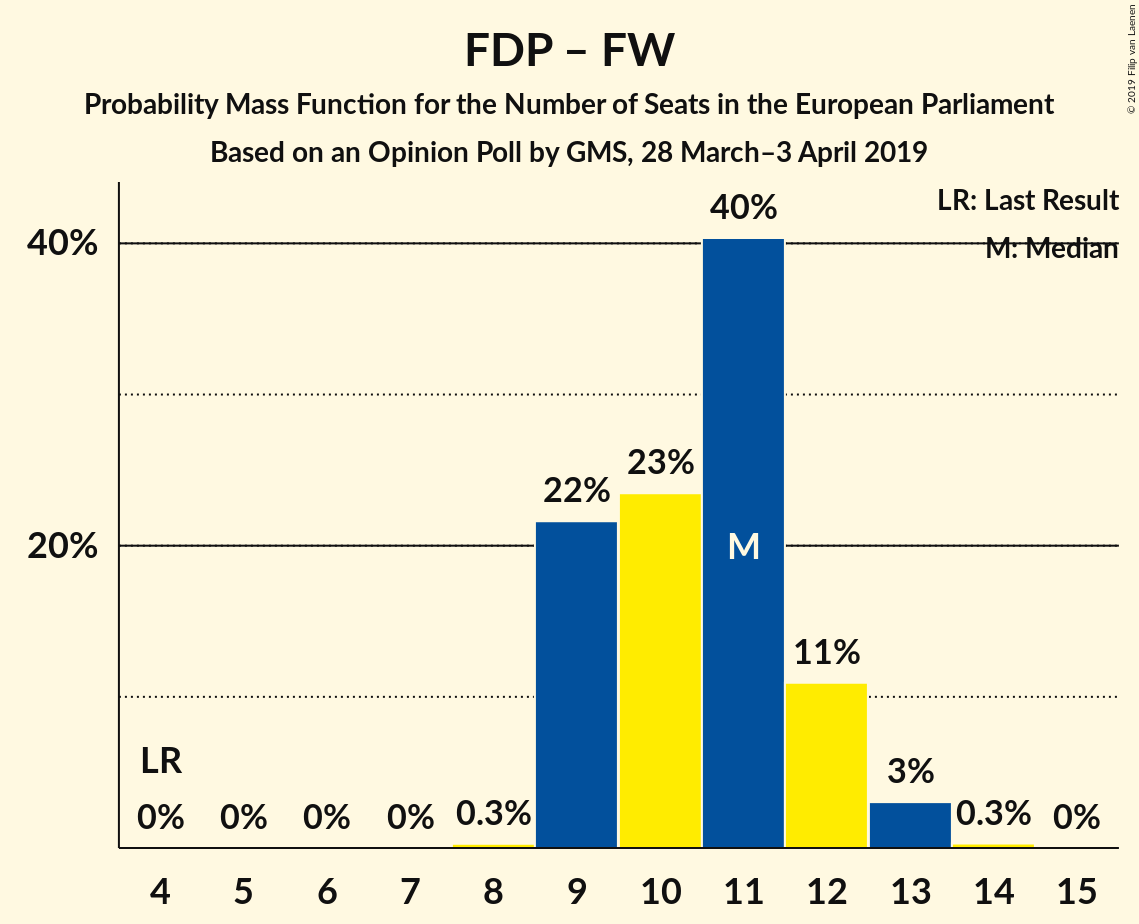 FDP – FW
Probability Mass Function for the Number of Seats in the European Parliament
Based on an Opinion Poll by GMS, 28 March–3 April 2019
© 2019 Filip van Laenen
LR: Last Result
M: Median
40%
20%
LR
0%
0%
0%
0%
0.3%
22%
23%
40%
M
11%
3%
0.3%
0%
4 5 6 7 8 9 10 11 12 13 14 15